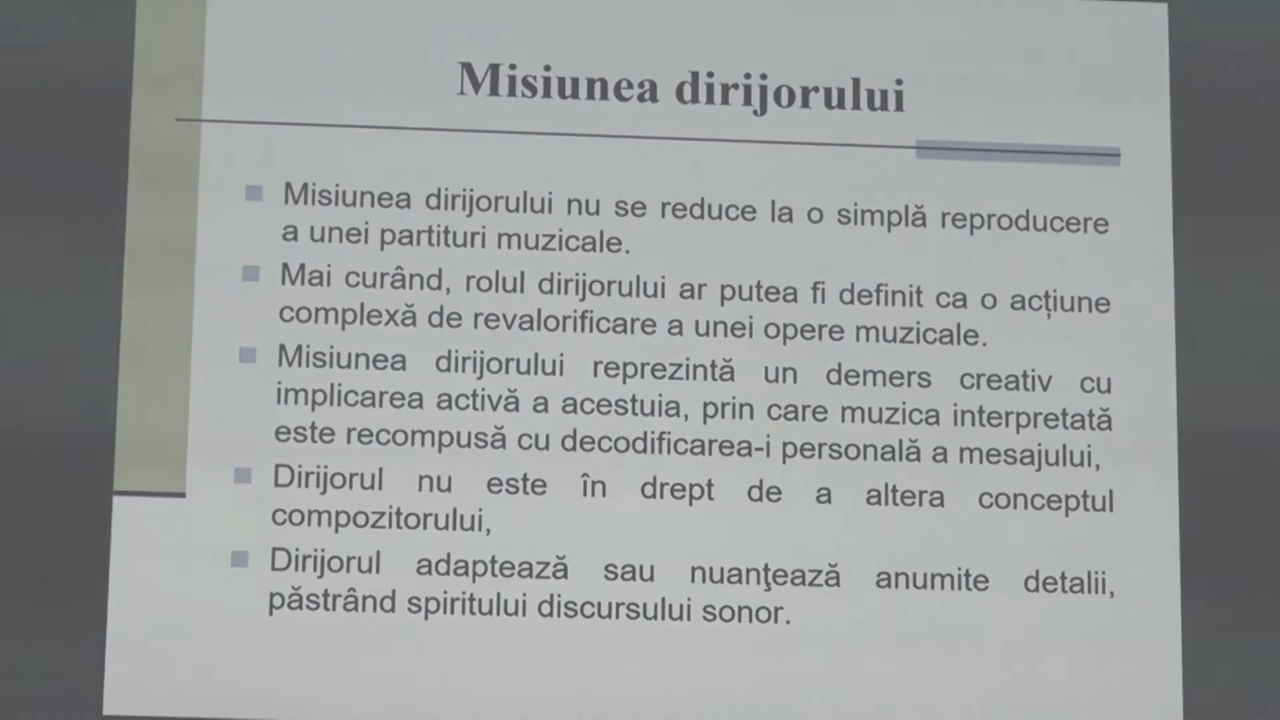 Misiunea dirijorului
Misiunea dirijorului nu se reduce la o simplă reproducere
a unei partituri muzicale.
Mai curând, rolul dirijorului ar putea fi definit ca o acțiune
complexă de revalorificare a unei opere muzicale.
Misiunea dirijorului reprezintă un demers creativ cu
implicarea activă a acestuia, prin care muzica interpretată
este recompusă cu decodificarea-i personală a mesajului,
Dirijorul nu este în drept de a altera conceptul
compozitorului,
Dirijorul adaptează sau nuanţează anumite detalii,
păstrând spiritului discursului sonor.